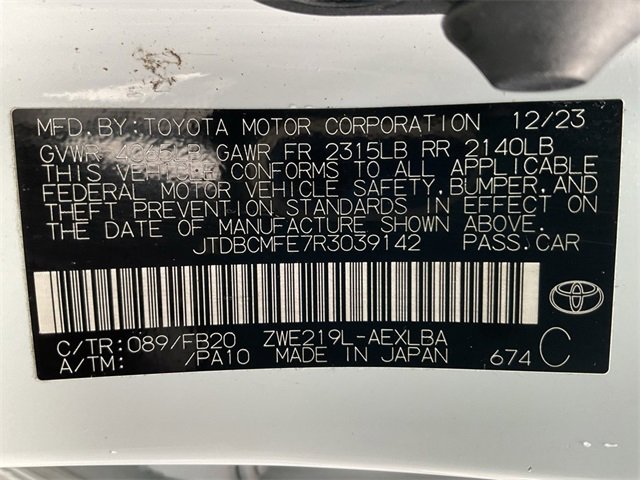 MFD. BY: TOYOTA MOTOR CORPORATION 12/23
GVWR GAWR FR 2315LB RR 2140LB
THIS VEHICLE CONFORMS TO ALL APPLICABLE
FEDERAL MOTOR VEHICLE SAFETY, BUMPER, AND
THEFT PREVENTION STANDARDS IN EFFECT ON
THE DATE OF MANUFACTURE SHOWN ABOVE.
JTDBCMFE7R3039142 PASS. CAR
C/TR: 089/FB20 ZWE219L-AEXLBA
A/TM: /PA10 MADE IN JAPAN 674 C